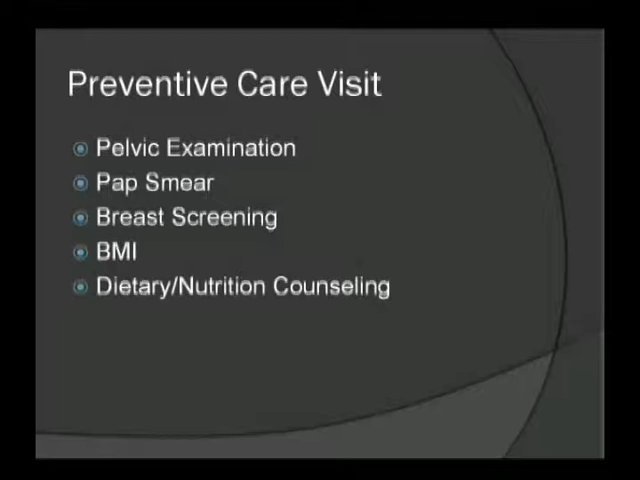 Preventive Care Visit
Pelvic Examination
Pap Smear
Breast Screening
BMI
Dietary/Nutrition Counseling